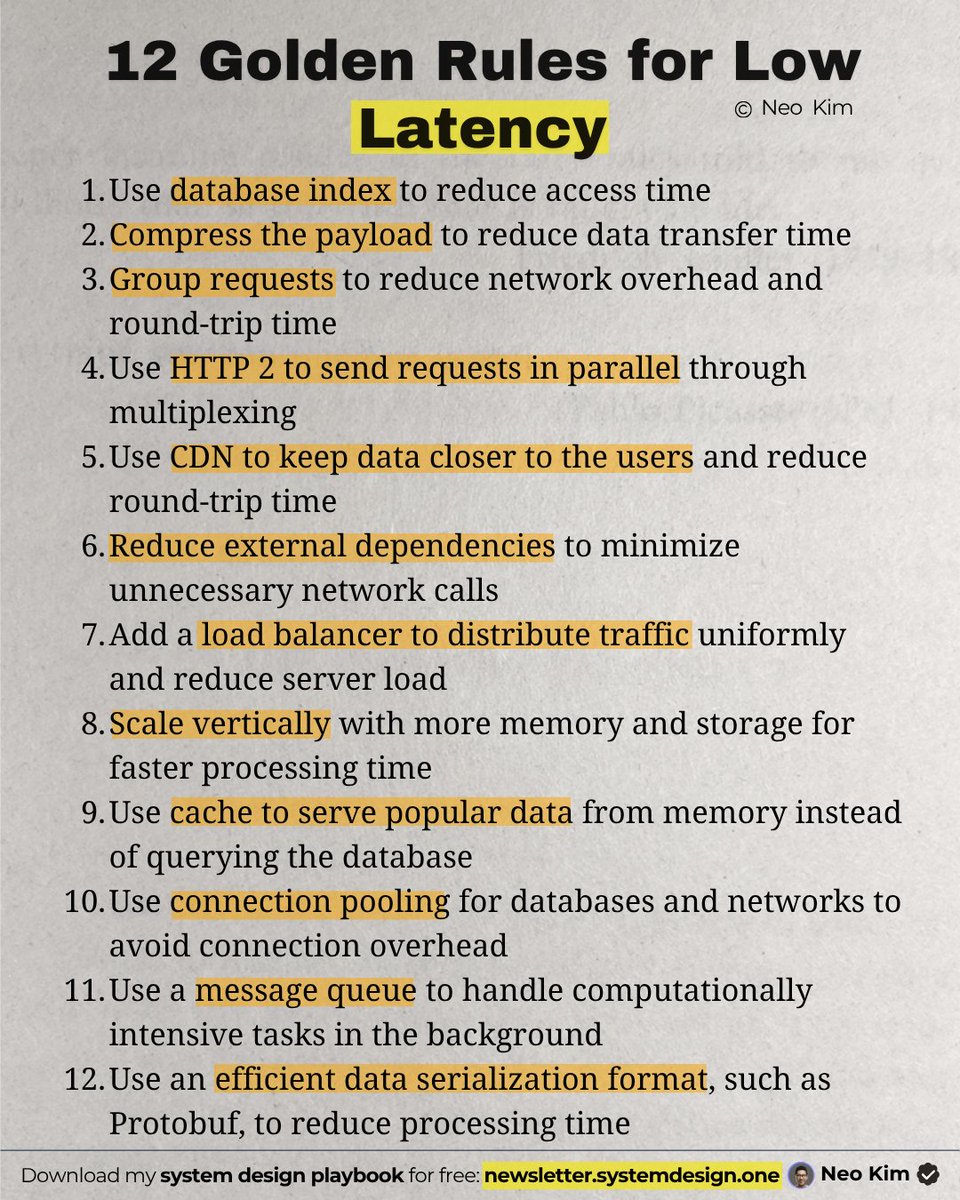 12 Golden Rules for Low
Latency
© Neo Kim
1. Use database index to reduce access time
2. Compress the payload to reduce data transfer time
3. Group requests to reduce network overhead and
round-trip time
4. Use HTTP 2 to send requests in parallel through
multiplexing
5. Use CDN to keep data closer to the users and reduce
round-trip time
6. Reduce external dependencies to minimize
unnecessary network calls
7. Add a load balancer to distribute traffic uniformly
and reduce server load
8. Scale vertically with more memory and storage for
faster processing time
9. Use cache to serve popular data from memory instead
of querying the database
10. Use connection pooling for databases and networks to
avoid connection overhead
11. Use a message queue to handle computationally
intensive tasks in the background
12. Use an efficient data serialization format, such as
Protobuf, to reduce processing time
Download my system design playbook for free: newsletter.systemdesign.one Neo Kim